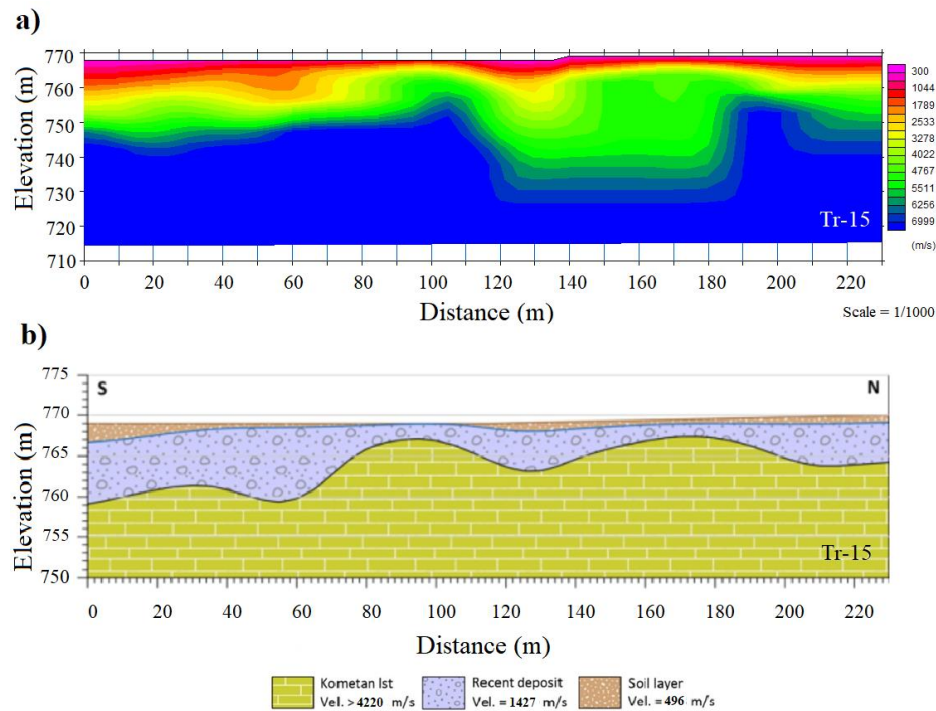 a)
Elevation (m)
770
760
750
740
730
720
710
0 20 40 60 80 100 120 140 160 180 200 220
Distance (m)
Tr-15
300
1044
1789
2533
3278
4022
4767
5511
6256
6999
(m/s)
Scale = 1/1000
b)
Elevation (m)
775
770
765
760
755
750
S N
Tr-15
0 20 40 60 80 100 120 140 160 180 200 220
Distance (m)
Kometan lst
Vel. > 4220 m/s
Recent deposit
Vel. = 1427 m/s
Soil layer
Vel. = 496 m/s